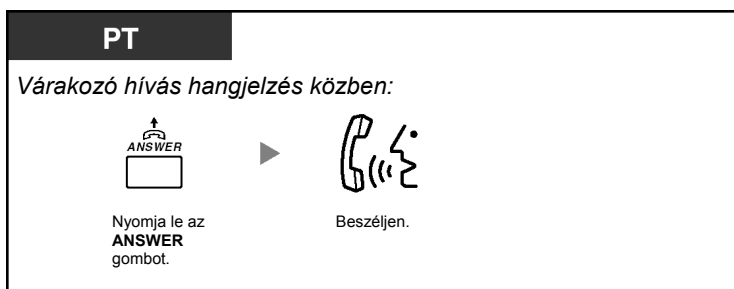 PT
Várakozó hívás hangjelzés közben:
ANSWER
Nyomja le az
ANSWER
gombot.
Beszéljen.